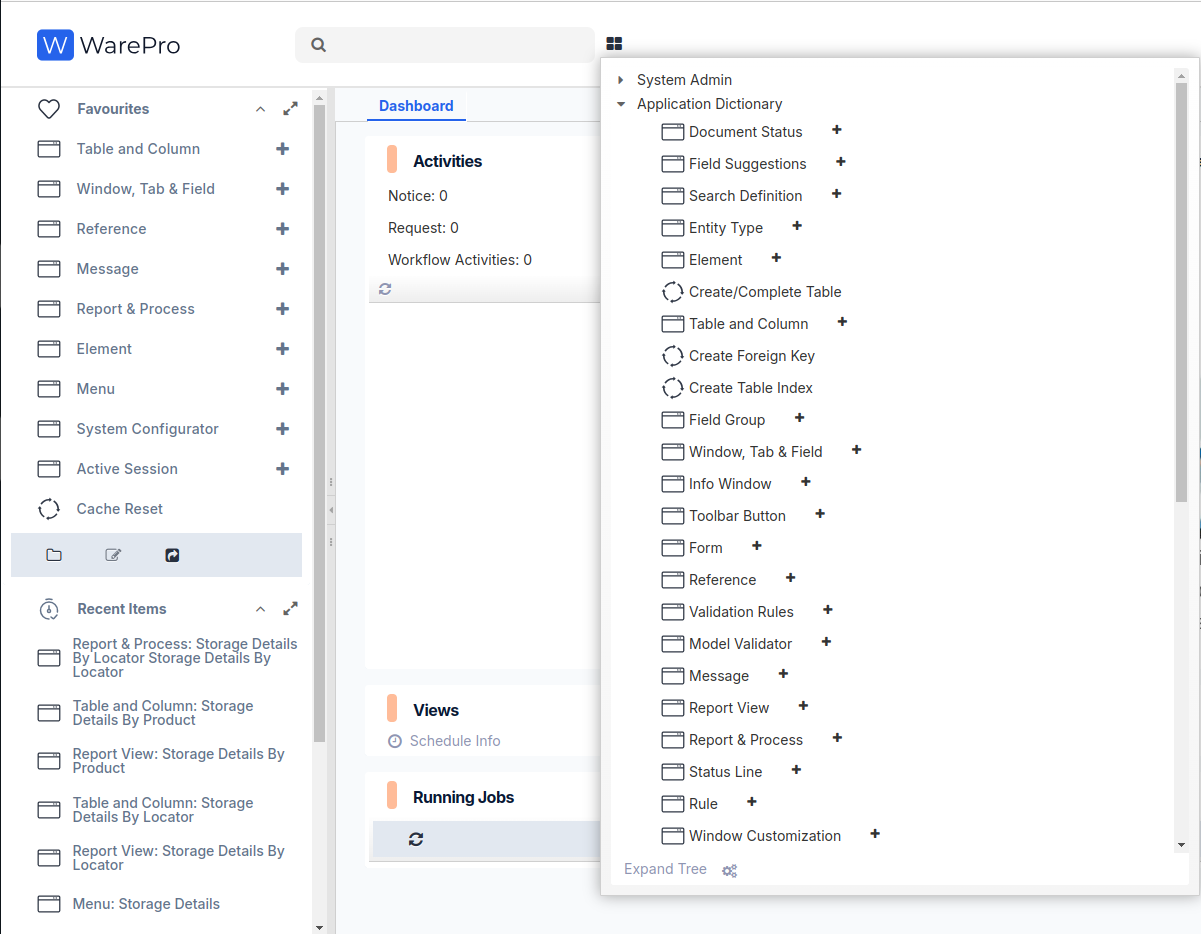 W WarePro
Favourites
Table and Column
Window, Tab & Field
Reference
Message
Report & Process
Element
Menu
System Configurator
Active Session
Cache Reset
Recent Items
Report & Process: Storage Details
By Locator Storage Details By
Locator
Table and Column: Storage
Details By Product
Report View: Storage Details By
Product
Table and Column: Storage
Details By Locator
Report View: Storage Details By
Locator
Menu: Storage Details
Dashboard
Activities
Notice: 0
Request: 0
Workflow Activities: 0
Views
Schedule Info
Running Jobs
System Admin
Application Dictionary
Document Status
Field Suggestions
Search Definition
Entity Type
Element
Create/Complete Table
Table and Column
Create Foreign Key
Create Table Index
Field Group
Window, Tab & Field
Info Window
Toolbar Button
Form
Reference
Validation Rules
Model Validator
Message
Report View
Report & Process
Status Line
Rule
Window Customization
Expand Tree